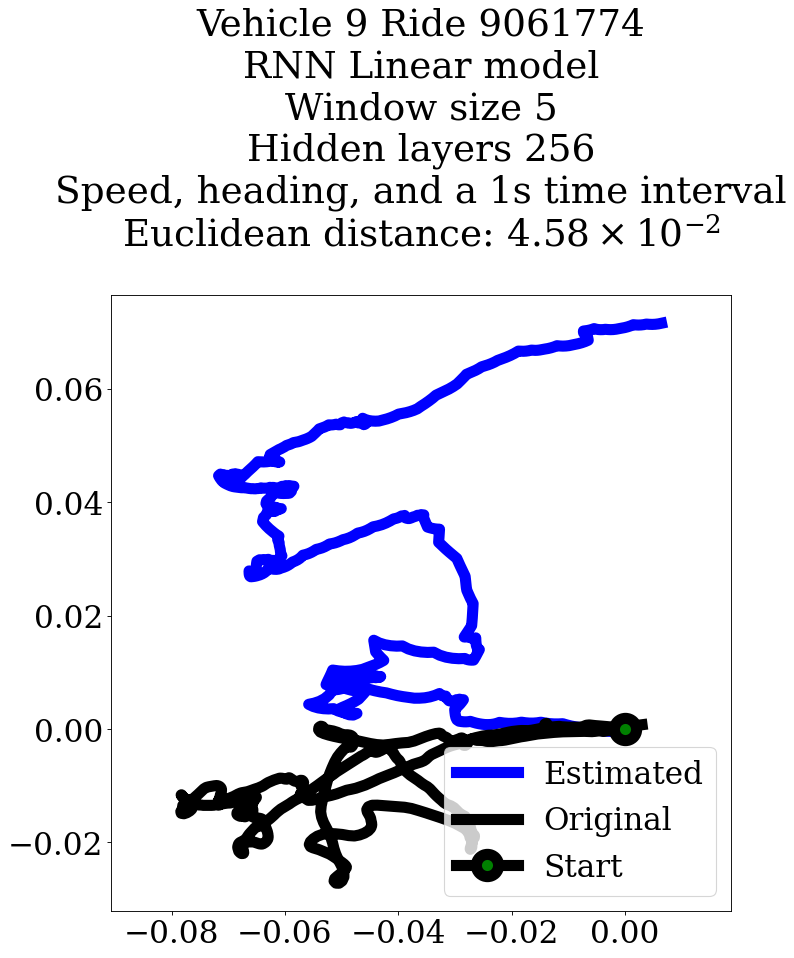 Vehicle 9 Ride 9061774
RNN Linear model
Window size 5
Hidden layers 256
Speed, heading, and a 1s time interval
Euclidean distance: 4.58 × 10⁻²
0.06
0.04
0.02
0.00
−0.02
Estimated
Original
Start
−0.08 −0.06 −0.04 −0.02 0.00